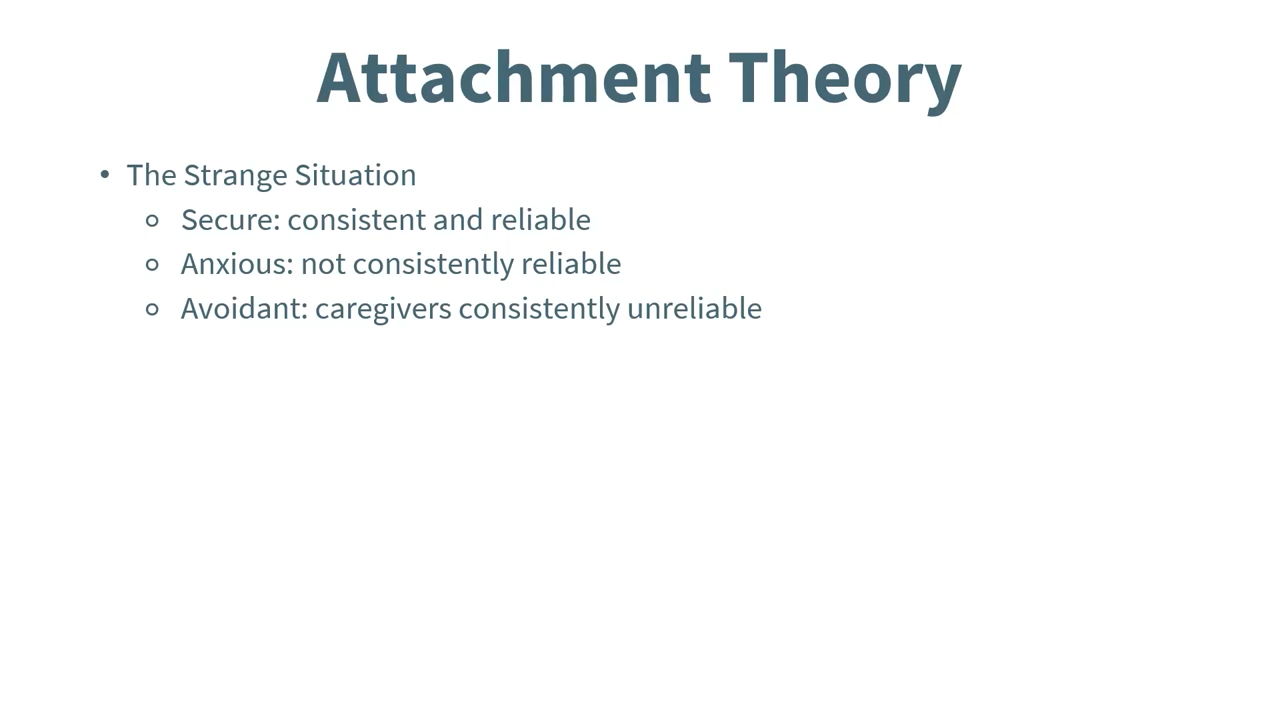 Attachment Theory
• The Strange Situation
○ Secure: consistent and reliable
○ Anxious: not consistently reliable
○ Avoidant: caregivers consistently unreliable